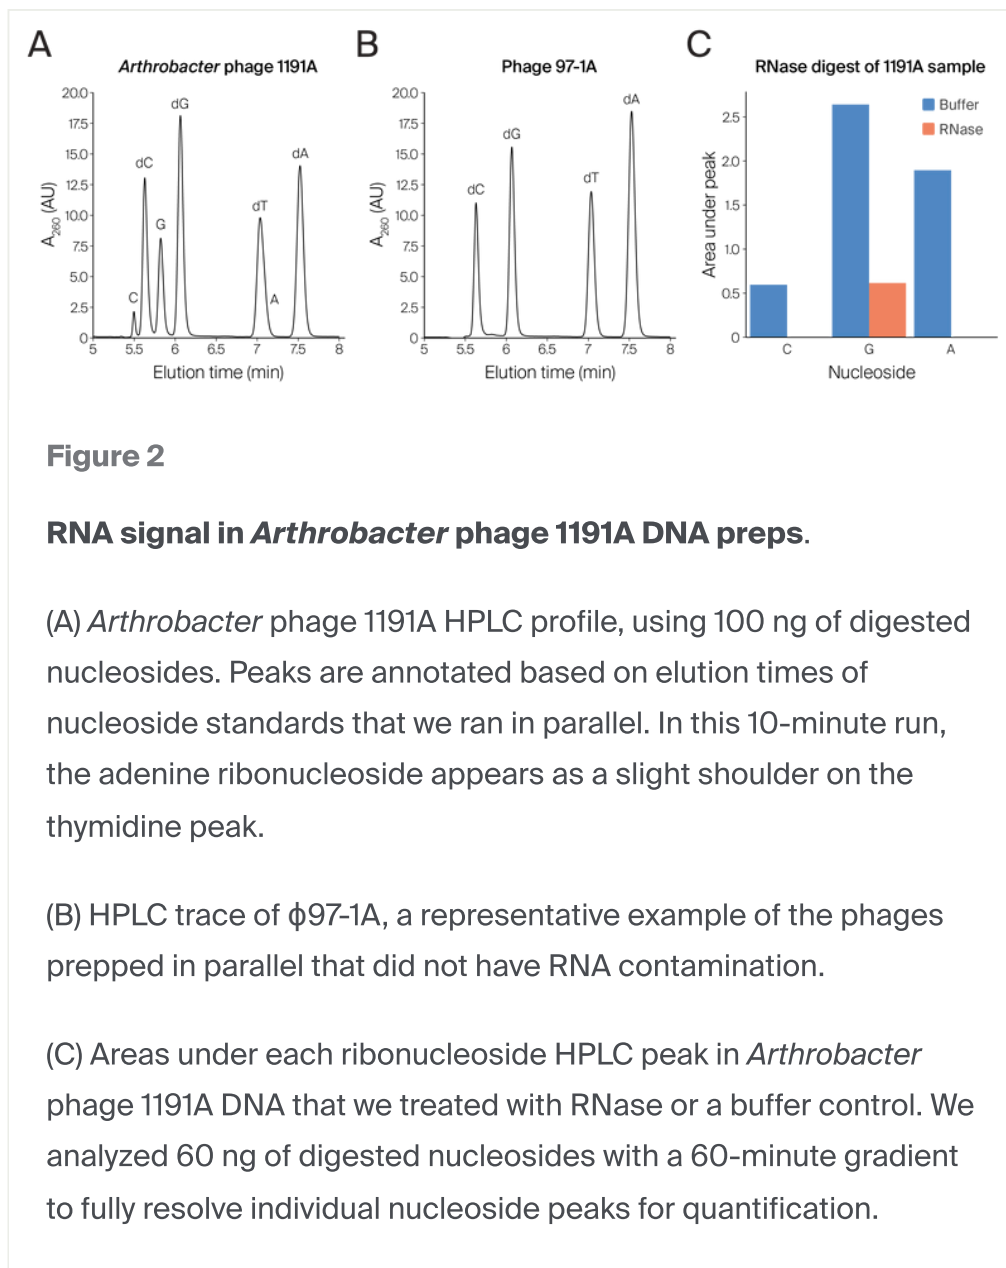 A
Arthrobacter phage 1191A
20.0
17.5
15.0
12.5
10.0
7.5
5.0
2.5
0
A260 (AU)
C
dC
G
dG
dT
A
dA
5 5.5 6 6.5 7 7.5 8
Elution time (min)
B
Phage 97-1A
20.0
17.5
15.0
12.5
10.0
7.5
5.0
2.5
0
A260 (AU)
dC
dG
dT
dA
5 5.5 6 6.5 7 7.5 8
Elution time (min)
C
RNase digest of 1191A sample
Buffer
RNase
2.5
2.0
1.5
1.0
0.5
0
Area under peak
C G A
Nucleoside
Figure 2
RNA signal in Arthrobacter phage 1191A DNA preps.
(A) Arthrobacter phage 1191A HPLC profile, using 100 ng of digested
nucleosides. Peaks are annotated based on elution times of
nucleoside standards that we ran in parallel. In this 10-minute run,
the adenine ribonucleoside appears as a slight shoulder on the
thymidine peak.
(B) HPLC trace of ϕ97-1A, a representative example of the phages
prepped in parallel that did not have RNA contamination.
(C) Areas under each ribonucleoside HPLC peak in Arthrobacter
phage 1191A DNA that we treated with RNase or a buffer control. We
analyzed 60 ng of digested nucleosides with a 60-minute gradient
to fully resolve individual nucleoside peaks for quantification.